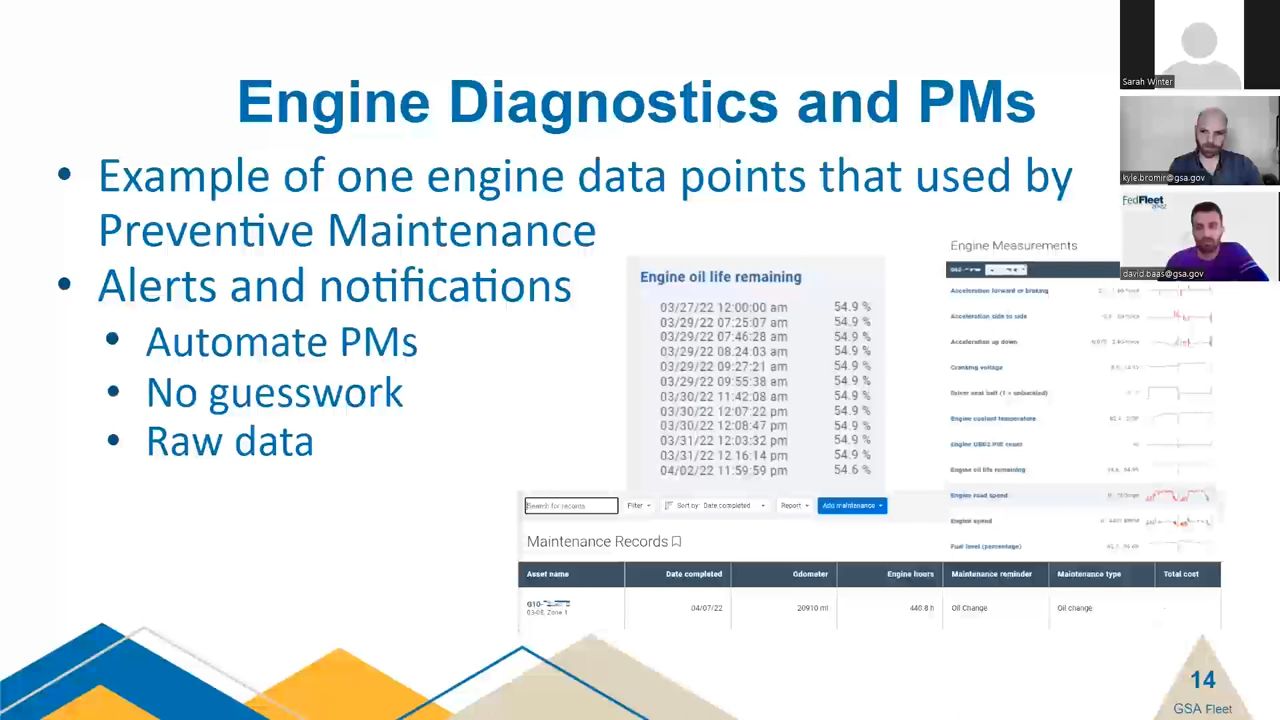 Engine Diagnostics and PMs
• Example of one engine data points that used by
Preventive Maintenance
• Alerts and notifications
• Automate PMs
• No guesswork
• Raw data
Engine oil life remaining
03/27/22 12:00:00 am 54.9 %
03/29/22 07:25:07 am 54.9 %
03/29/22 07:46:28 am 54.9 %
03/29/22 08:24:03 am 54.9 %
03/29/22 09:27:21 am 54.9 %
03/29/22 09:55:38 am 54.9 %
03/30/22 11:42:08 am 54.9 %
03/30/22 12:07:22 pm 54.9 %
03/30/22 12:08:47 pm 54.9 %
03/31/22 12:03:32 pm 54.9 %
03/31/22 12:16:14 pm 54.9 %
04/02/22 11:59:59 pm 54.6 %
Engine Measurements
Acceleration forward or braking
Acceleration side to side
Acceleration up down
Cranking voltage
Driver seat belt (1 = unbuckled)
Engine coolant temperature
Engine oil life remaining
Engine road speed
Engine speed
Fuel level (percentage)
Search for records Filter Sort by: Date completed Report Add maintenance
Maintenance Records
Asset name Date completed Odometer Engine hours Maintenance reminder Maintenance type Total cost
G10- 04/07/22 20910 mi 440.8 h Oil Change Oil change -
03-08, Zone 1
Sarah Winter
kyle.bromir@gsa.gov
FedFleet
david.baas@gsa.gov
14
GSA Fleet